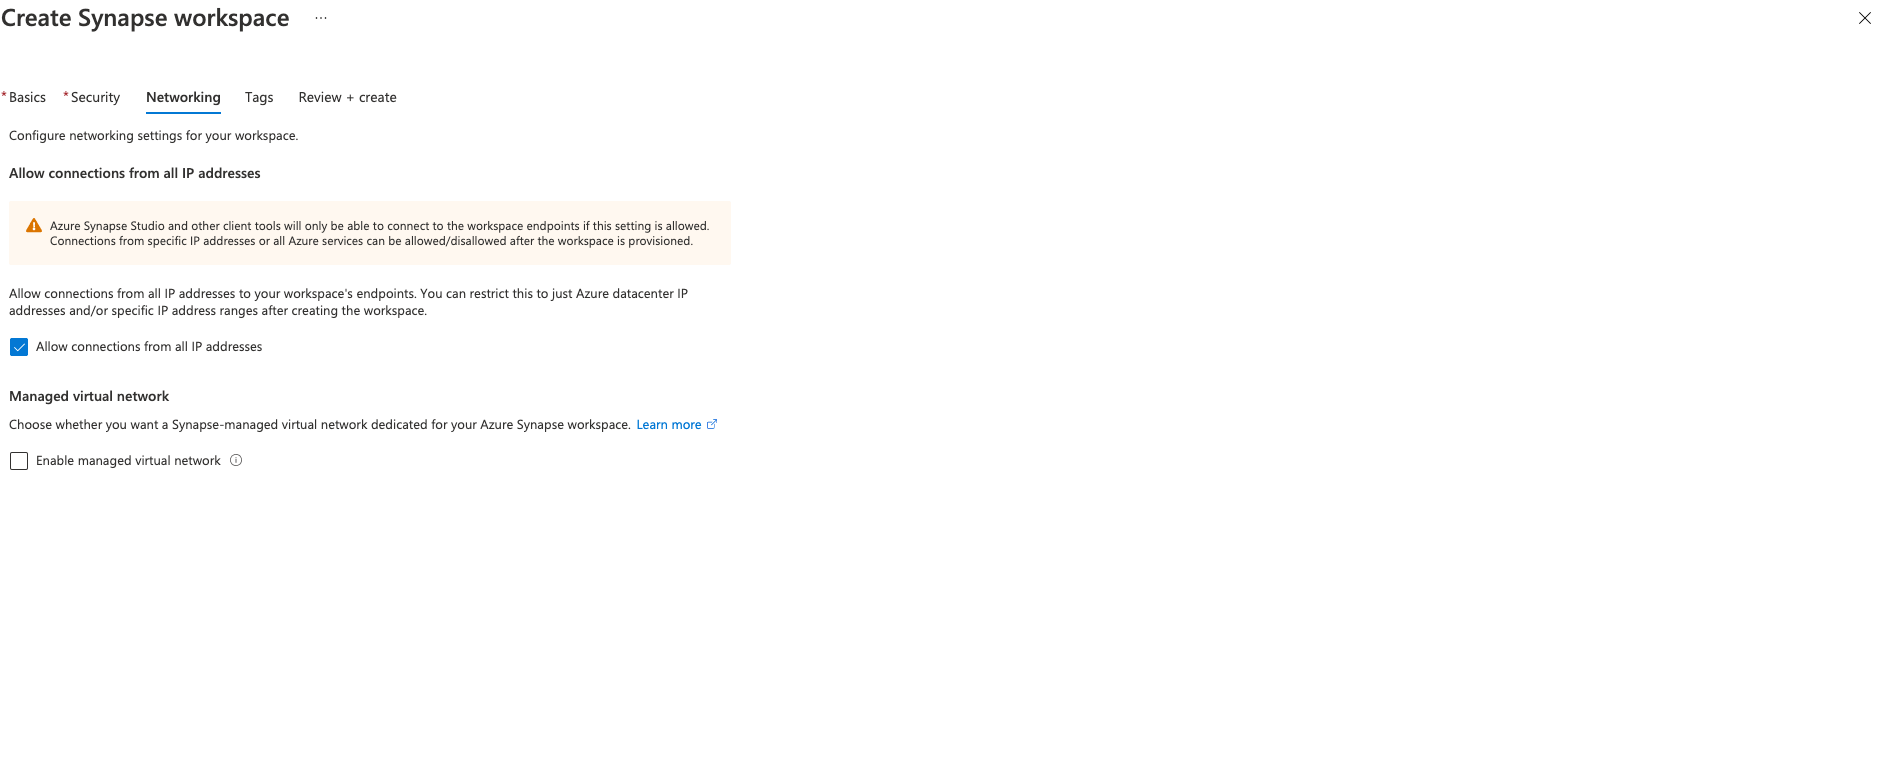 Create Synapse workspace ...
* Basics * Security Networking Tags Review + create
Configure networking settings for your workspace.
Allow connections from all IP addresses
Azure Synapse Studio and other client tools will only be able to connect to the workspace endpoints if this setting is allowed.
Connections from specific IP addresses or all Azure services can be allowed/disallowed after the workspace is provisioned.
Allow connections from all IP addresses to your workspace's endpoints. You can restrict this to just Azure datacenter IP
addresses and/or specific IP address ranges after creating the workspace.
Allow connections from all IP addresses
Managed virtual network
Choose whether you want a Synapse-managed virtual network dedicated for your Azure Synapse workspace. Learn more
Enable managed virtual network